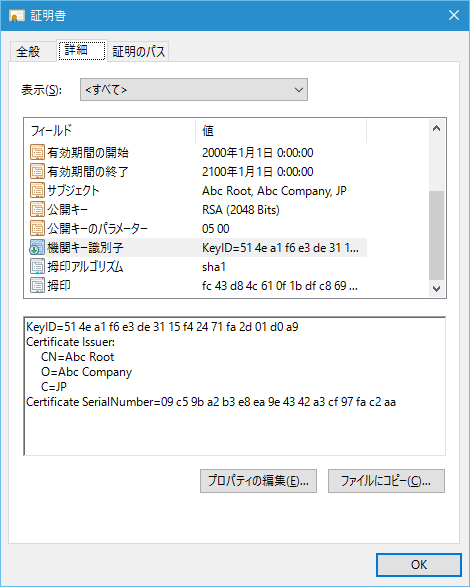 証明書
全般 詳細 証明のパス
表示(S): <すべて>
フィールド 値
有効期間の開始 2000年1月1日 0:00:00
有効期間の終了 2100年1月1日 0:00:00
サブジェクト Abc Root, Abc Company, JP
公開キー RSA (2048 Bits)
公開キーのパラメーター 05 00
機関キー識別子 KeyID=51 4e a1 f6 e3 de 31 1...
拇印アルゴリズム sha1
拇印 fc 43 d8 4c 61 0f 1b df c8 69 ...
KeyID=51 4e a1 f6 e3 de 31 15 f4 24 71 fa 2d 01 d0 a9
Certificate Issuer:
CN=Abc Root
O=Abc Company
C=JP
Certificate SerialNumber=09 c5 9b a2 b3 e8 ea 9e 43 42 a3 cf 97 fa c2 aa
プロパティの編集(E)... ファイルにコピー(C)...
OK